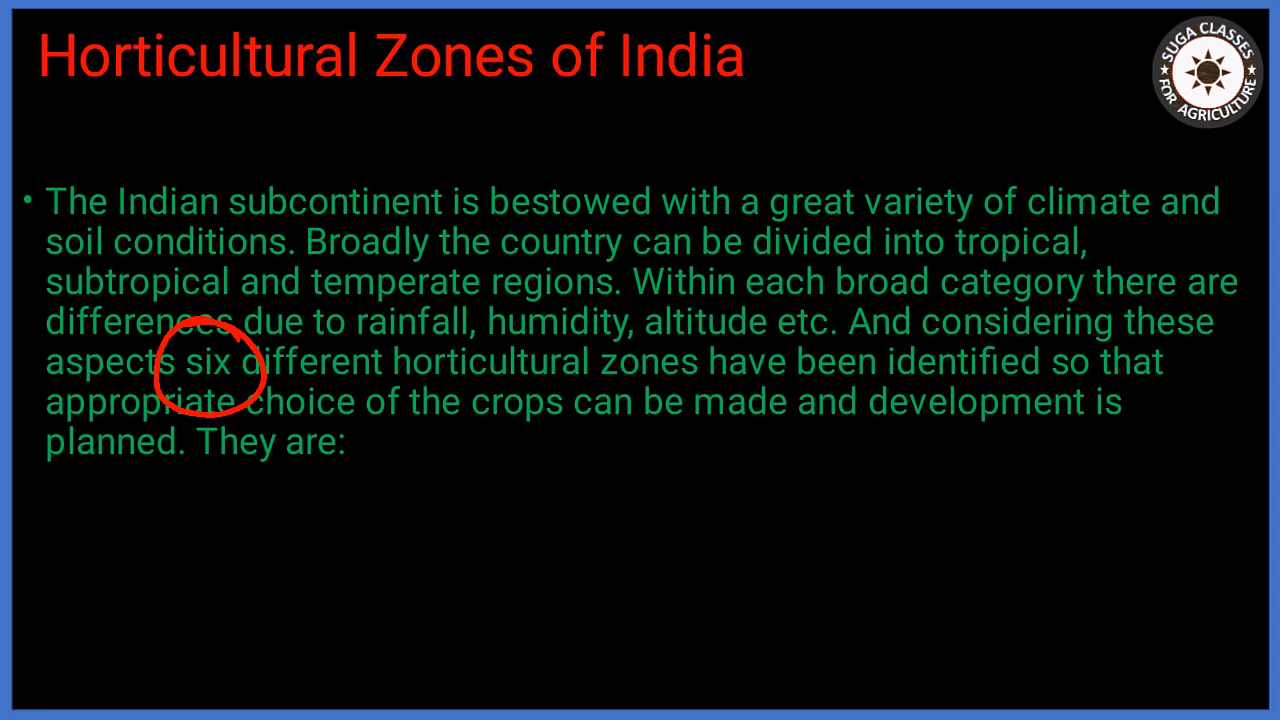 Horticultural Zones of India
SUGA CLASSES
FOR AGRICULTURE
• The Indian subcontinent is bestowed with a great variety of climate and
soil conditions. Broadly the country can be divided into tropical,
subtropical and temperate regions. Within each broad category there are
differences due to rainfall, humidity, altitude etc. And considering these
aspects six different horticultural zones have been identified so that
appropriate choice of the crops can be made and development is
planned. They are: